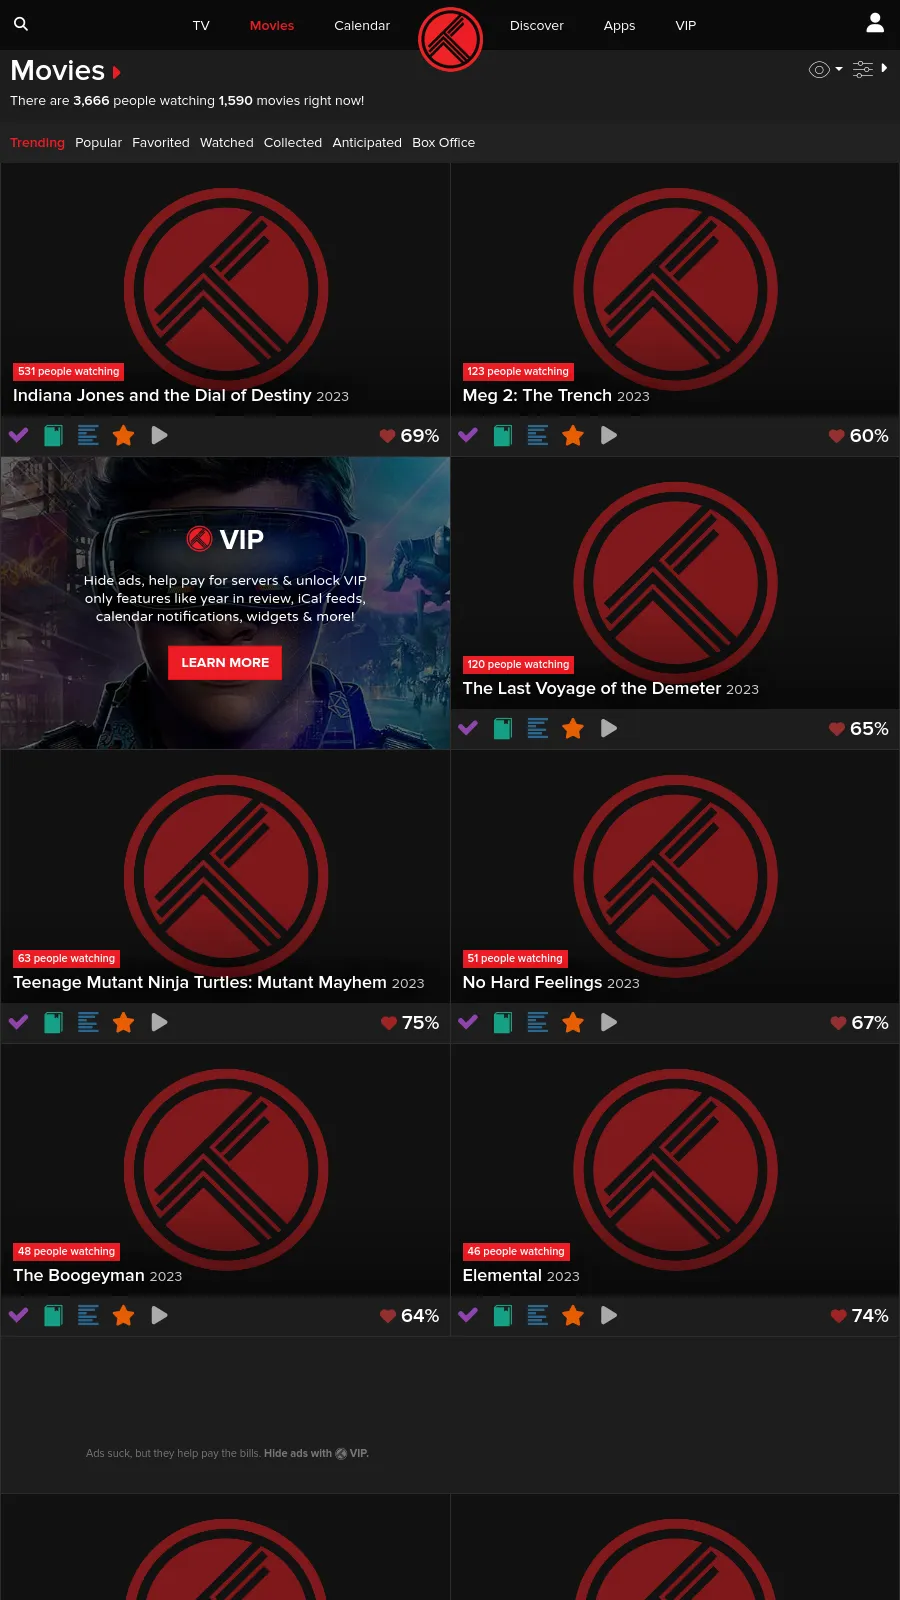 TV
Movies
Calendar
Discover
Apps
VIP
Movies
There are 3,666 people watching 1,590 movies right now!
Trending
Popular
Favorited
Watched
Collected
Anticipated
Box Office
531 people watching
Indiana Jones and the Dial of Destiny 2023
69%
123 people watching
Meg 2: The Trench 2023
60%
VIP
Hide ads, help pay for servers & unlock VIP
only features like year in review, iCal feeds,
calendar notifications, widgets & more!
LEARN MORE
120 people watching
The Last Voyage of the Demeter 2023
65%
63 people watching
Teenage Mutant Ninja Turtles: Mutant Mayhem 2023
75%
51 people watching
No Hard Feelings 2023
67%
48 people watching
The Boogeyman 2023
64%
46 people watching
Elemental 2023
74%
Ads suck, but they help pay the bills. Hide ads with VIP.